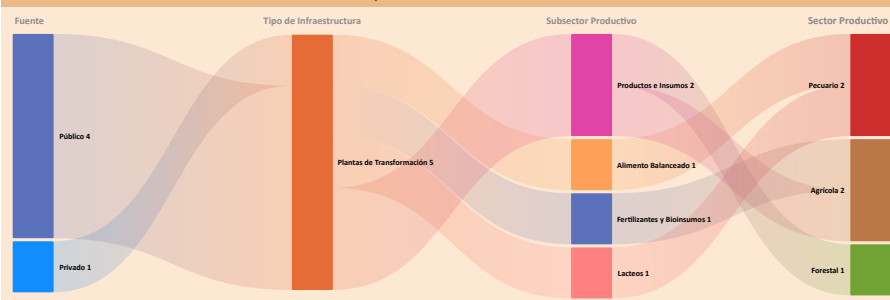 Fuente
Tipo de Infraestructura
Subsector Productivo
Sector Productivo
Público 4
Privado 1
Plantas de Transformación 5
Productos e Insumos 2
Alimento Balanceado 1
Fertilizantes y Bioinsumos 1
Lacteos 1
Pecuario 2
Agrícola 2
Forestal 1